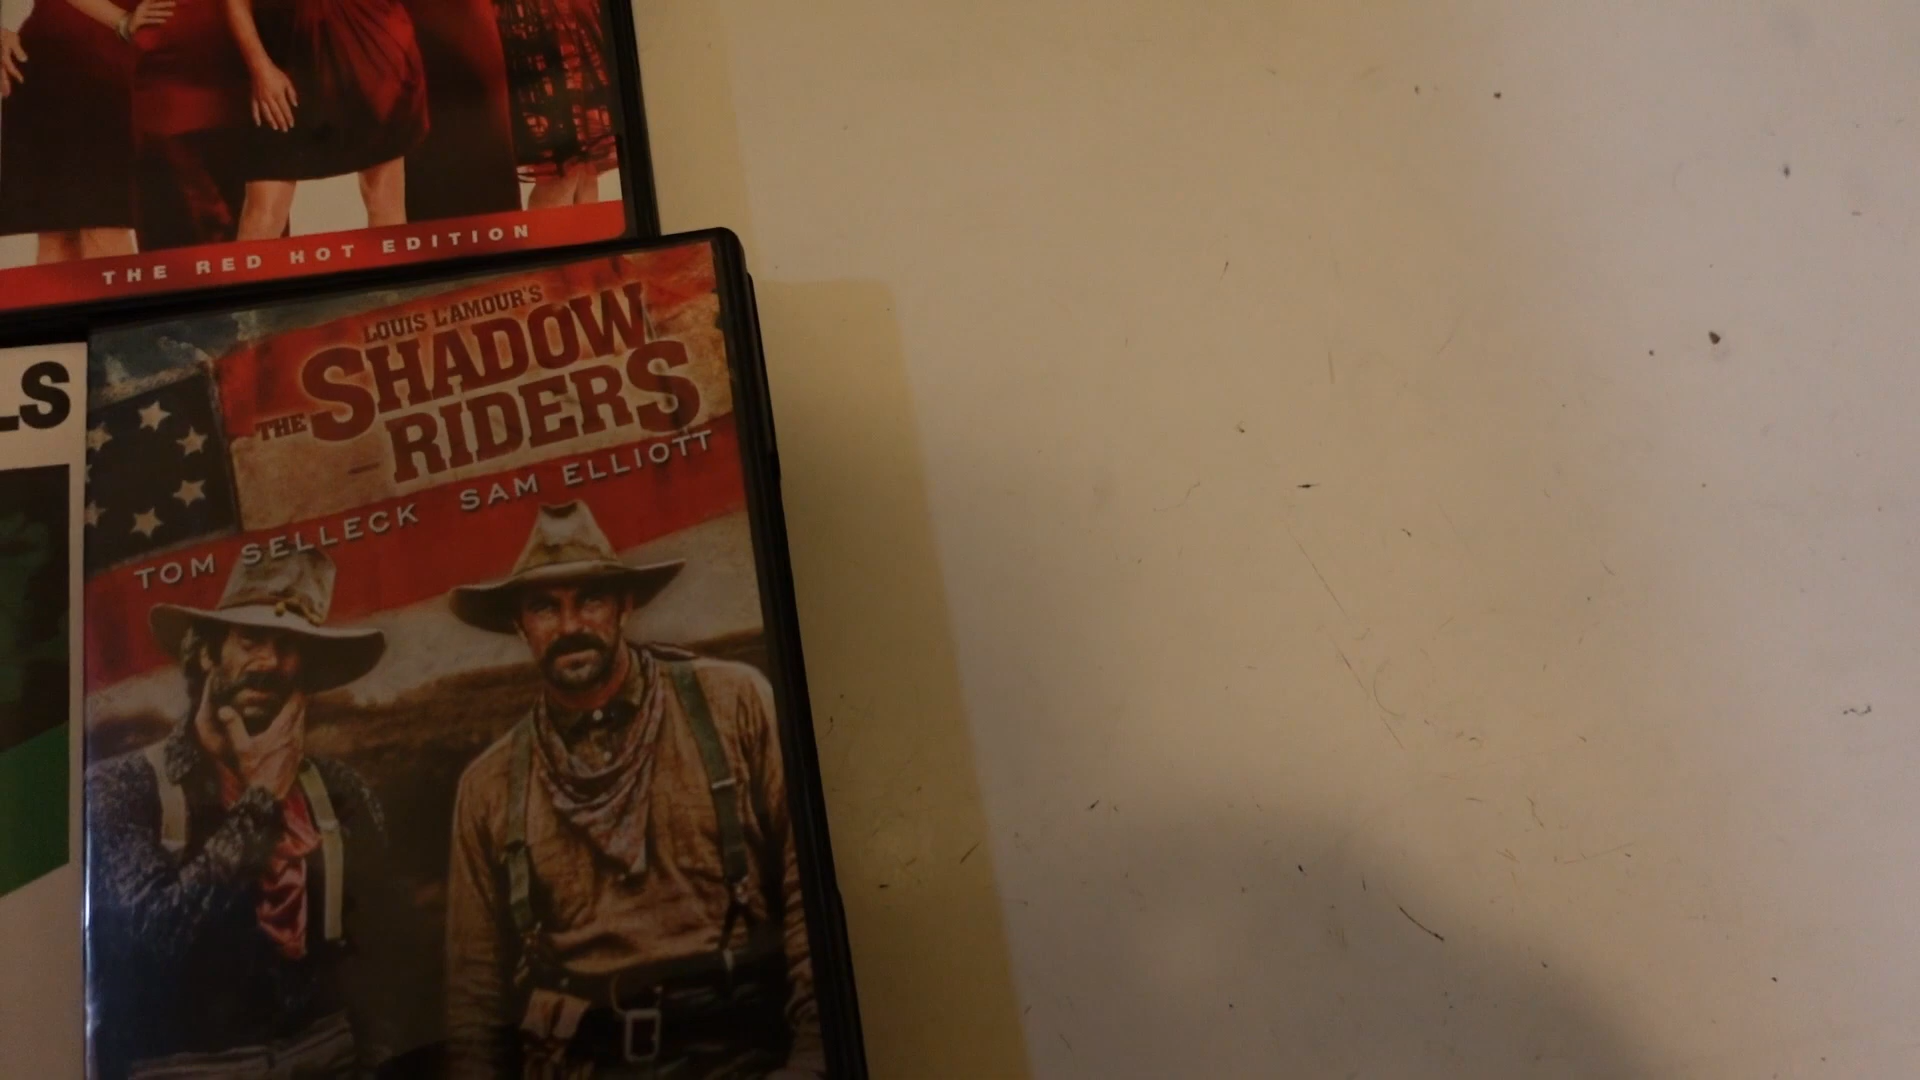 THE RED HOT EDITION
LS
LOUIS L'AMOUR'S
THE SHADOW
RIDERS
TOM SELLECK SAM ELLIOTT